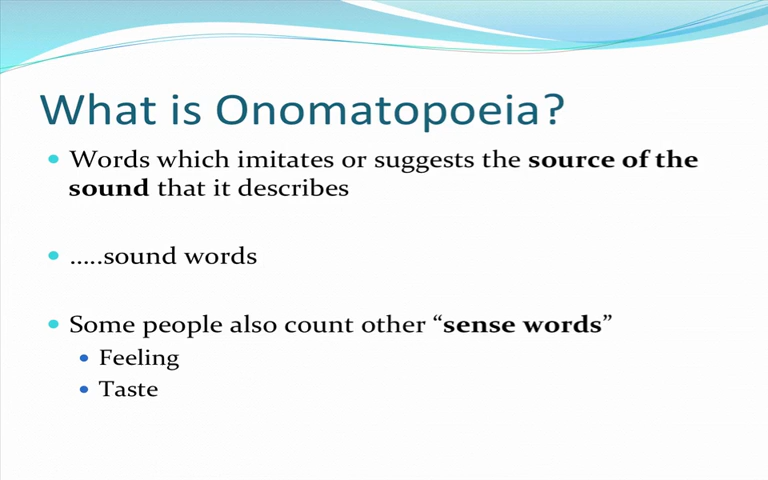 What is Onomatopoeia?
Words which imitates or suggests the source of the
sound that it describes
.....sound words
Some people also count other “sense words”
Feeling
Taste